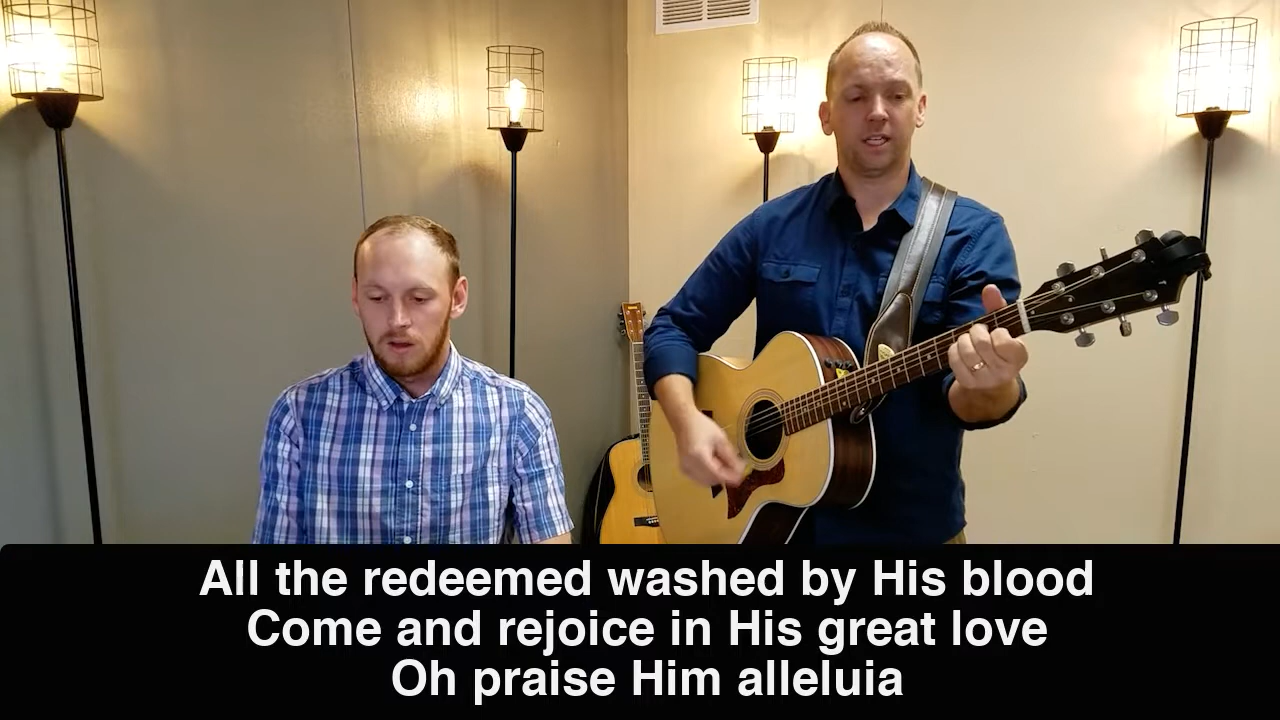 All the redeemed washed by His blood
Come and rejoice in His great love
Oh praise Him alleluia